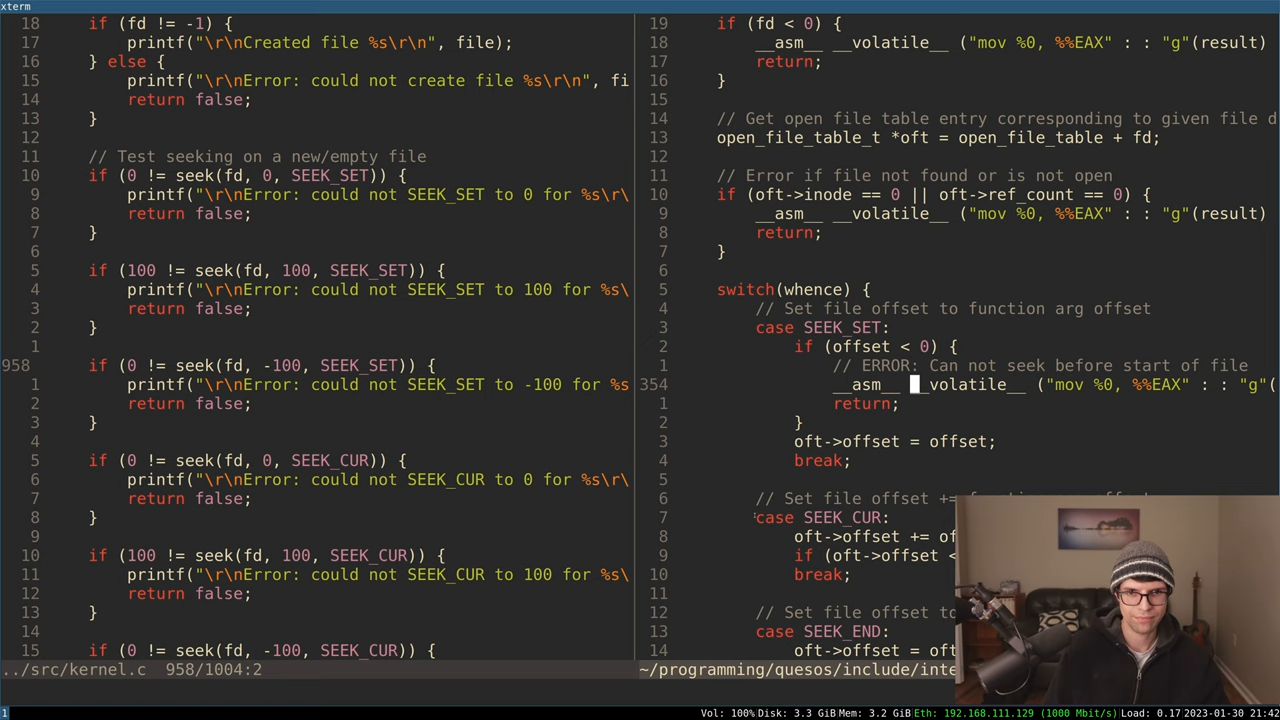 xterm
18 if (fd != -1) {
17 printf("\r\nCreated file %s\r\n", file);
16 } else {
15 printf("\r\nError: could not create file %s\r\n", fi
14 return false;
13 }
12
11 // Test seeking on a new/empty file
10 if (0 != seek(fd, 0, SEEK_SET)) {
9 printf("\r\nError: could not SEEK_SET to 0 for %s\r\
8 return false;
7 }
6
5 if (100 != seek(fd, 100, SEEK_SET)) {
4 printf("\r\nError: could not SEEK_SET to 100 for %s\
3 return false;
2 }
1
958 if (0 != seek(fd, -100, SEEK_SET)) {
1 printf("\r\nError: could not SEEK_SET to -100 for %s
2 return false;
3 }
4
5 if (0 != seek(fd, 0, SEEK_CUR)) {
6 printf("\r\nError: could not SEEK_CUR to 0 for %s\r\
7 return false;
8 }
9
10 if (100 != seek(fd, 100, SEEK_CUR)) {
11 printf("\r\nError: could not SEEK_CUR to 100 for %s\
12 return false;
13 }
14
15 if (0 != seek(fd, -100, SEEK_CUR)) {
../src/kernel.c 958/1004:2
19 if (fd < 0) {
18 __asm__ __volatile__ ("mov %0, %%EAX" : : "g"(result)
17 return;
16 }
15
14 // Get open file table entry corresponding to given file d
13 open_file_table_t *oft = open_file_table + fd;
12
11 // Error if file not found or is not open
10 if (oft->inode == 0 || oft->ref_count == 0) {
9 __asm__ __volatile__ ("mov %0, %%EAX" : : "g"(result)
8 return;
7 }
6
5 switch(whence) {
4 // Set file offset to function arg offset
3 case SEEK_SET:
2 if (offset < 0) {
1 // ERROR: Can not seek before start of file
354 __asm__ __volatile__ ("mov %0, %%EAX" : : "g"(
1 return;
2 }
3 oft->offset = offset;
4 break;
5
6 // Set file offset +=
7 case SEEK_CUR:
8 oft->offset += of
9 if (oft->offset <
10 break;
11
12 // Set file offset to
13 case SEEK_END:
14 oft->offset = of
~/programming/quesos/include/inte
1 Vol: 100% Disk: 3.3 GiB Mem: 3.2 GiB Eth: 192.168.111.129 (1000 Mbit/s) Load: 0.17 2023-01-30 21:42